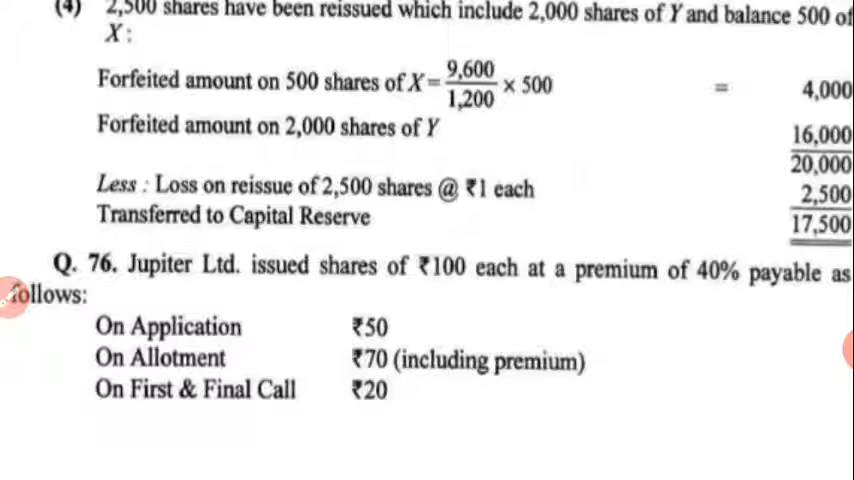 (4) 2,500 shares have been reissued which include 2,000 shares of Y and balance 500 of
X :
Forfeited amount on 500 shares of X = 9,600/1,200 × 500 = 4,000
Forfeited amount on 2,000 shares of Y 16,000
20,000
Less : Loss on reissue of 2,500 shares @ ₹1 each 2,500
Transferred to Capital Reserve 17,500
Q. 76. Jupiter Ltd. issued shares of ₹100 each at a premium of 40% payable as
follows:
On Application ₹50
On Allotment ₹70 (including premium)
On First & Final Call ₹20